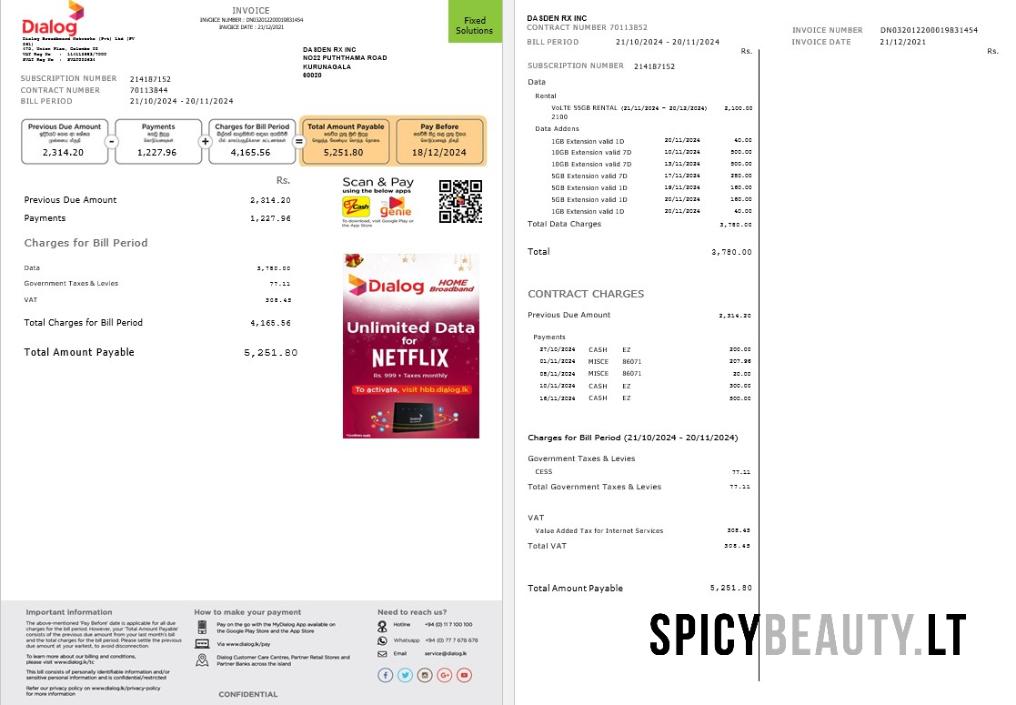 INVOICE
INVOICE NUMBER : DN032012200019831454
INVOICE DATE : 21/12/2021
Fixed
Solutions
Dialog
Dialog Broadband Networks (Pvt) Ltd (PV
475, Union Place, Colombo 02
DASDEN RX INC
NO22 PUTHTHAMA ROAD
KURUNAGALA
60020
SUBSCRIPTION NUMBER 214187152
CONTRACT NUMBER 70113844
BILL PERIOD 21/10/2024 - 20/11/2024
Previous Due Amount
2,314.20
-
Payments
1,227.96
+
Charges for Bill Period
4,165.56
=
Total Amount Payable
5,251.80
Pay Before
18/12/2024
Rs.
Previous Due Amount 2,314.20
Payments 1,227.96
Charges for Bill Period
Data 3,780.00
Government Taxes & Levies 77.11
VAT 308.45
Total Charges for Bill Period 4,165.56
Total Amount Payable 5,251.80
Scan & Pay
using the below apps
eZ Cash
genie
To download, visit Google Play or
the App Store
Dialog HOME
Broadband
Unlimited Data
for
NETFLIX
Rs. 999 + Taxes monthly
To activate, visit hbb.dialog.lk
Important information
The above-mentioned 'Pay Before' date is applicable for all due
charges for the bill period. However, your 'Total Amount Payable'
consists of the previous due amount from your last month's bill
and the total charges for the bill period. Please settle the previous
due amount at your earliest, to avoid disconnection.
To learn more about our billing and conditions,
please visit www.dialog.lk/tc
This bill consists of personally identifiable information and/or
sensitive personal information and is confidential/restricted
Refer our privacy policy on www.dialog.lk/privacy-policy
for more information
How to make your payment
Pay on the go with the MyDialog App available on
the Google Play Store and the App Store
Via www.dialog.lk/pay
Dialog Customer Care Centres, Partner Retail Stores and
Partner Banks across the island
CONFIDENTIAL
Need to reach us?
Hotline +94 (0) 117 100 100
Whatsapp +94 (0) 77 7 678 678
Email service@dialog.lk
DASDEN RX INC
CONTRACT NUMBER 70113852
BILL PERIOD 21/10/2024 - 20/11/2024
Rs.
SUBSCRIPTION NUMBER 214187152
Data
Rental
VoLTE 55GB RENTAL (21/11/2024 - 20/12/2024) 2,100.00
2100
Data Addons
1GB Extension valid 1D 20/11/2024 40.00
18GB Extension valid 7D 10/11/2024 500.00
18GB Extension valid 7D 13/11/2024 500.00
5GB Extension valid 7D 17/11/2024 280.00
5GB Extension valid 1D 19/11/2024 160.00
5GB Extension valid 1D 20/11/2024 160.00
1GB Extension valid 1D 20/11/2024 40.00
Total Data Charges 3,780.00
Total 3,780.00
CONTRACT CHARGES
Previous Due Amount 2,314.20
Payments
27/10/2024 CASH EZ 200.00
01/11/2024 MISCE 86071 207.96
08/11/2024 MISCE 86071 20.00
10/11/2024 CASH EZ 500.00
18/11/2024 CASH EZ 300.00
Charges for Bill Period (21/10/2024 - 20/11/2024)
Government Taxes & Levies
CESS 77.11
Total Government Taxes & Levies 77.11
VAT
Value Added Tax for Internet Services 308.45
Total VAT 308.45
Total Amount Payable 5,251.80
INVOICE NUMBER DN032012200019831454
INVOICE DATE 21/12/2021
Rs.
SPICYBEAUTY.LT